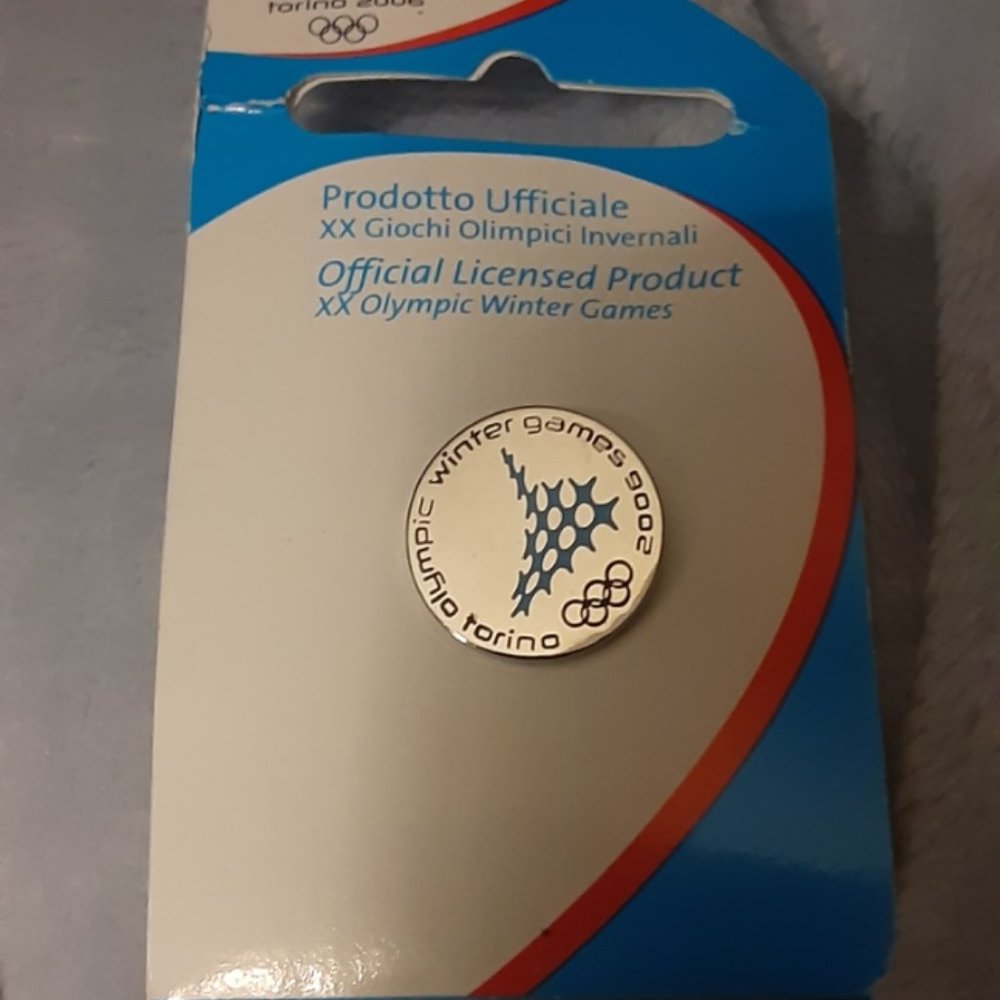 torino 2006
Prodotto Ufficiale
XX Giochi Olimpici Invernali
Official Licensed Product
XX Olympic Winter Games
torino olympic winter games 2006